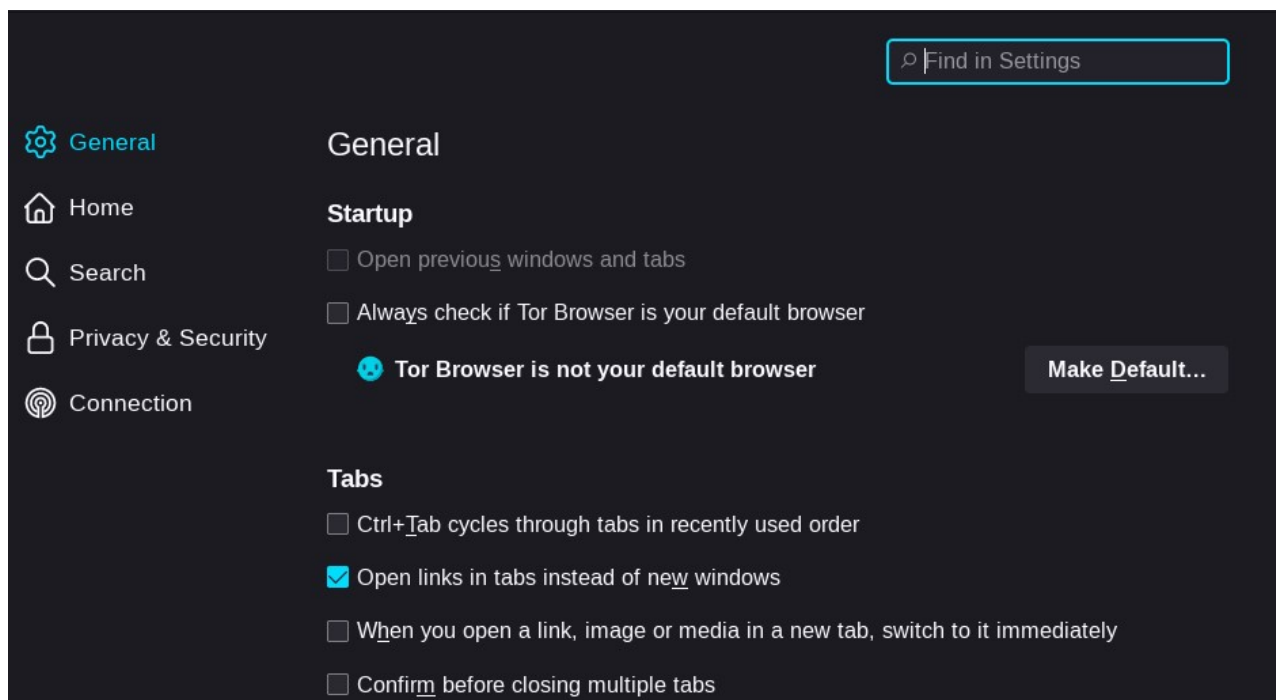 Find in Settings
General
Home
Search
Privacy & Security
Connection
General
Startup
Open previous windows and tabs
Always check if Tor Browser is your default browser
Tor Browser is not your default browser
Make Default…
Tabs
Ctrl+Tab cycles through tabs in recently used order
Open links in tabs instead of new windows
When you open a link, image or media in a new tab, switch to it immediately
Confirm before closing multiple tabs